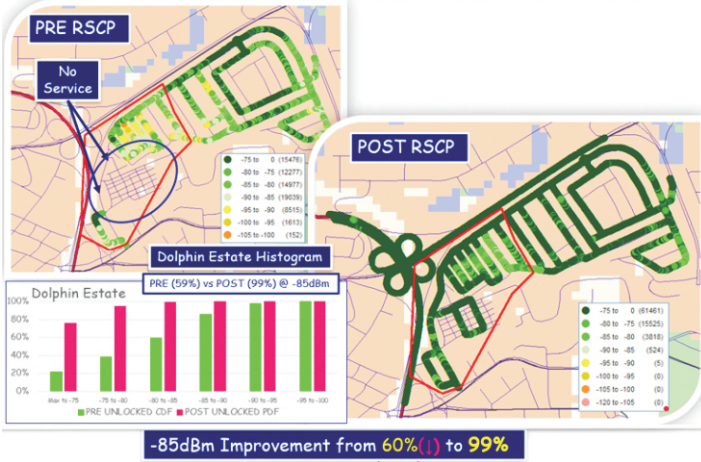 PRE RSCP
No
Service
-75 to 0 (15476)
-80 to -75 (12277)
-85 to -80 (14977)
-90 to -85 (19039)
-95 to -90 (8515)
-100 to -95 (1613)
-105 to -100 (152)
POST RSCP
-75 to 0 (61461)
-80 to -75 (15525)
-85 to -80 (3818)
-90 to -85 (524)
-95 to -90 (5)
-100 to -95 (0)
-105 to -100 (0)
-120 to -105 (0)
Dolphin Estate Histogram
PRE (59%) vs POST (99%) @ -85dBm
Dolphin Estate
100%
80%
60%
40%
20%
0%
Max to -75
-75 to -80
-80 to -85
-85 to -90
-90 to -95
-95 to -100
PRE UNLOCKED CDF
POST UNLOCKED PDF
-85dBm Improvement from 60%(↓) to 99%